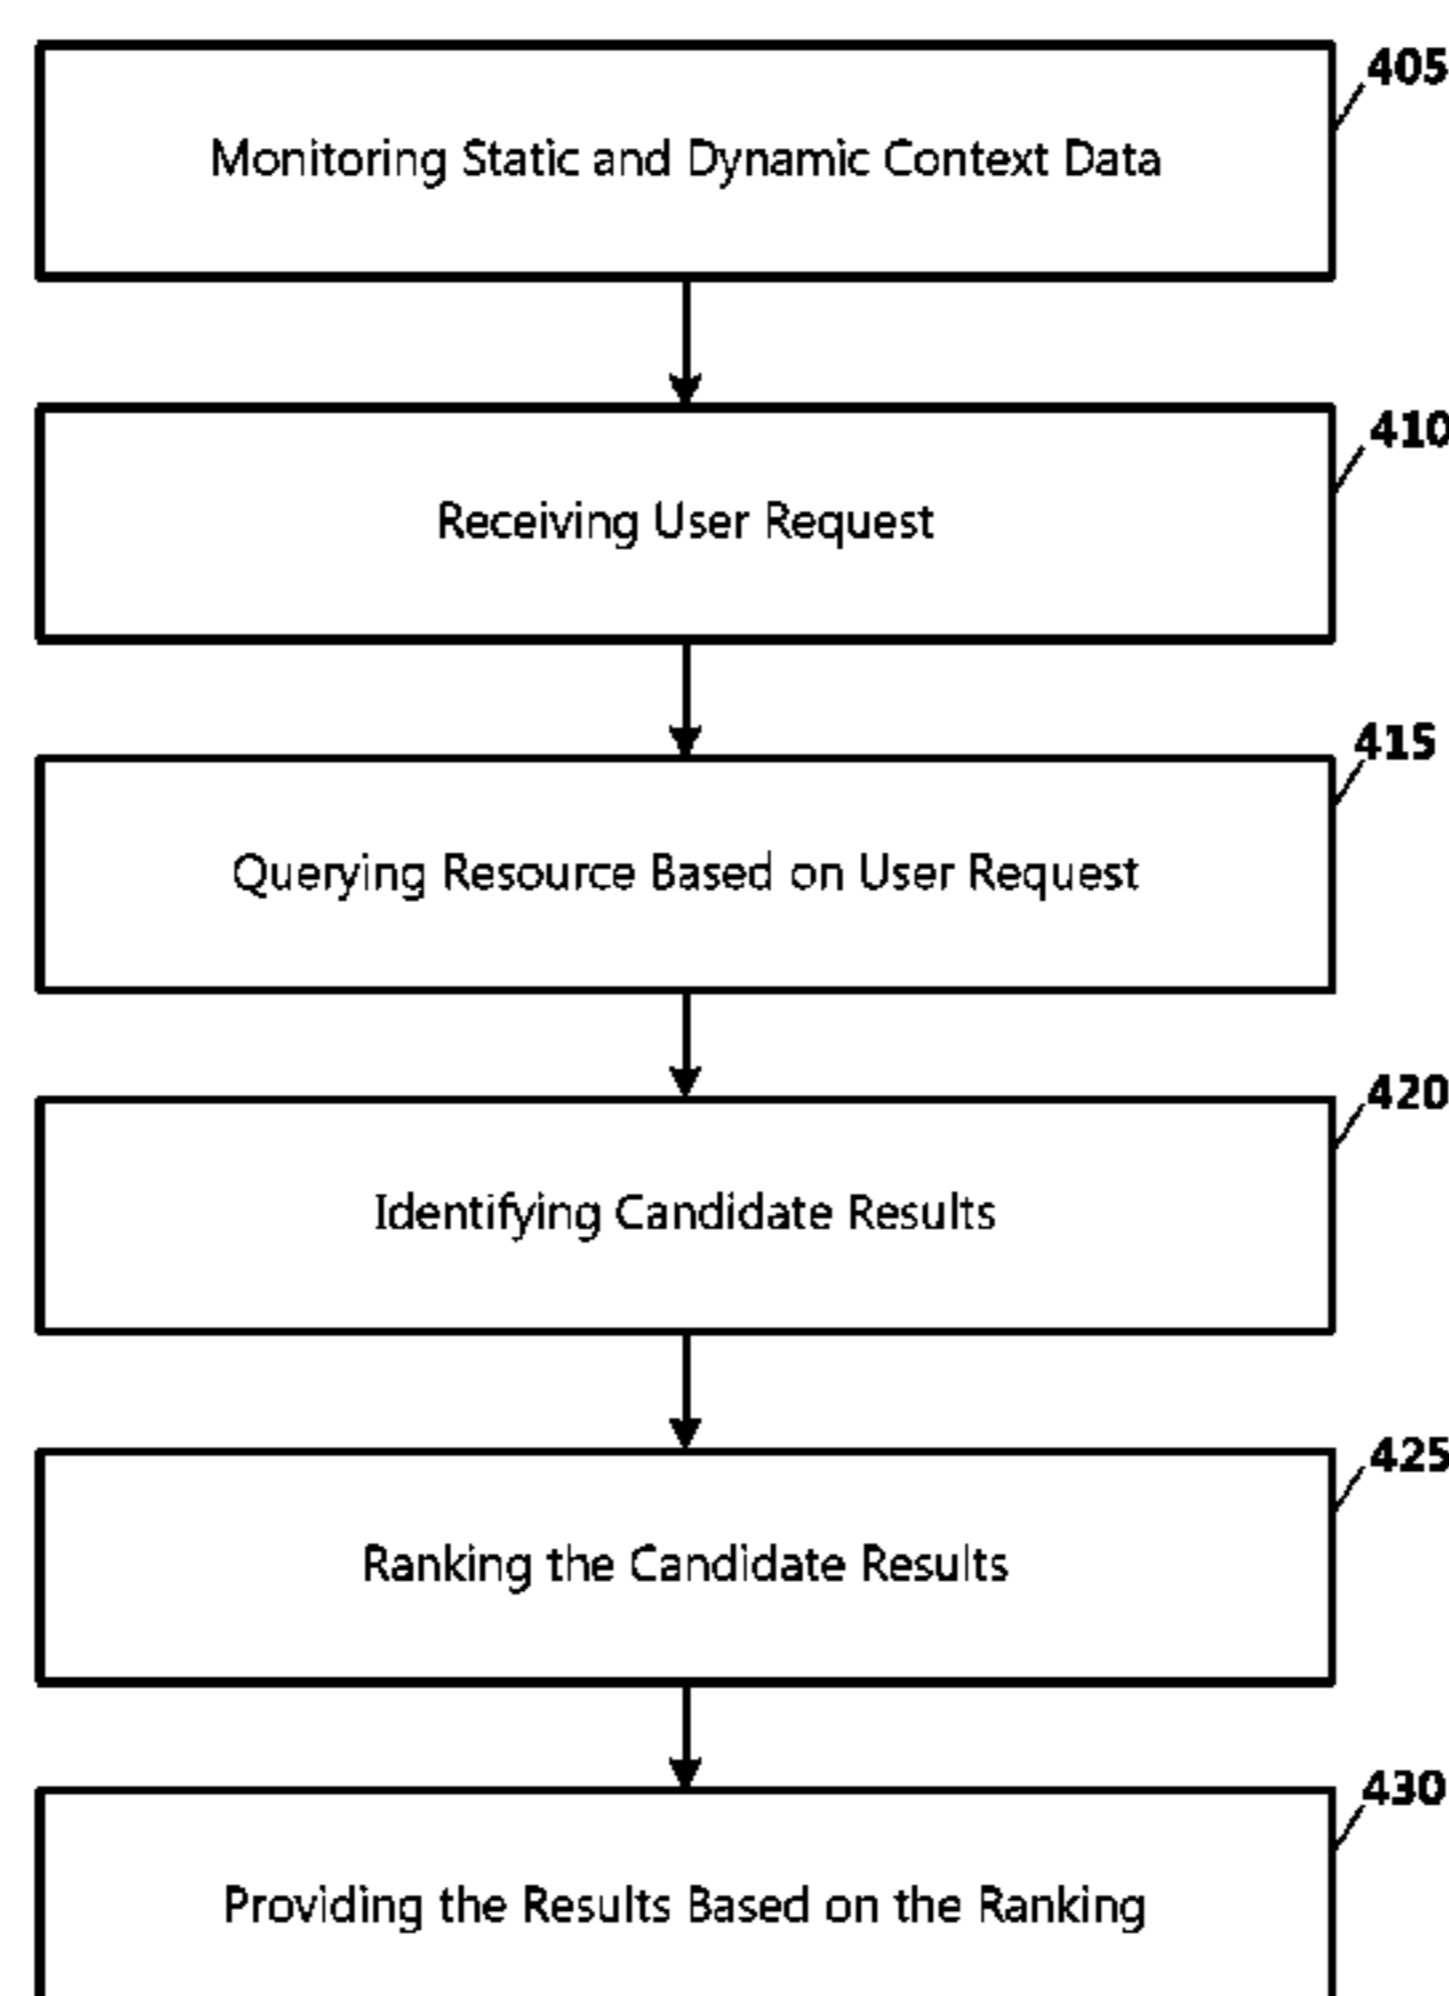 405
Monitoring Static and Dynamic Context Data
410
Receiving User Request
415
Querying Resource Based on User Request
420
Identifying Candidate Results
425
Ranking the Candidate Results
430
Providing the Results Based on the Ranking